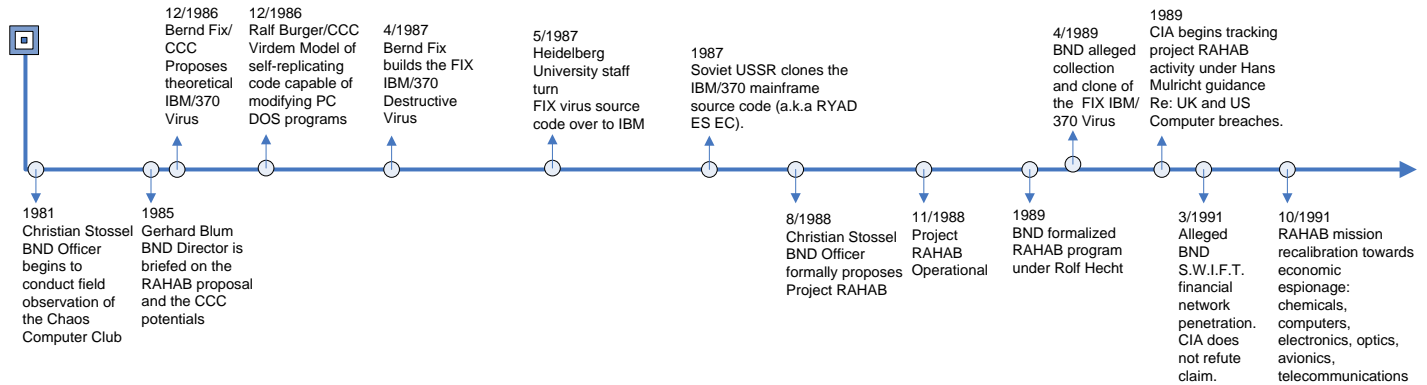 12/1986
Bernd Fix/
CCC
Proposes
theoretical
IBM/370
Virus
12/1986
Ralf Burger/CCC
Virdem Model of
self-replicating
code capable of
modifying PC
DOS programs
4/1987
Bernd Fix
builds the FIX
IBM/370
Destructive
Virus
5/1987
Heidelberg
University staff
turn
FIX virus source
code over to IBM
1987
Soviet USSR clones the
IBM/370 mainframe
source code (a.k.a RYAD
ES EC).
4/1989
BND alleged
collection
and clone of
the FIX IBM/
370 Virus
1989
CIA begins tracking
project RAHAB
activity under Hans
Mulricht guidance
Re: UK and US
Computer breaches.
1981
Christian Stossel
BND Officer
begins to
conduct field
observation of
the Chaos
Computer Club
1985
Gerhard Blum
BND Director is
briefed on the
RAHAB proposal
and the CCC
potentials
8/1988
Christian Stossel
BND Officer
formally proposes
Project RAHAB
11/1988
Project
RAHAB
Operational
1989
BND formalized
RAHAB program
under Rolf Hecht
3/1991
Alleged
BND
S.W.I.F.T.
financial
network
penetration.
CIA does
not refute
claim.
10/1991
RAHAB mission
recalibration towards
economic
espionage:
chemicals,
computers,
electronics, optics,
avionics,
telecommunications